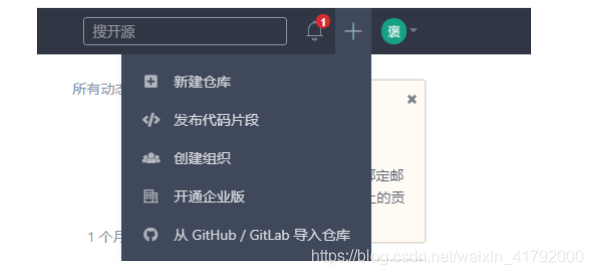 搜开源
1
褒
所有动态
新建仓库
发布代码片段
创建组织
定邮
开通企业版
上的贡
1 个月
从 GitHub / GitLab 导入仓库
https://blog.csdn.net/weixin_41792000